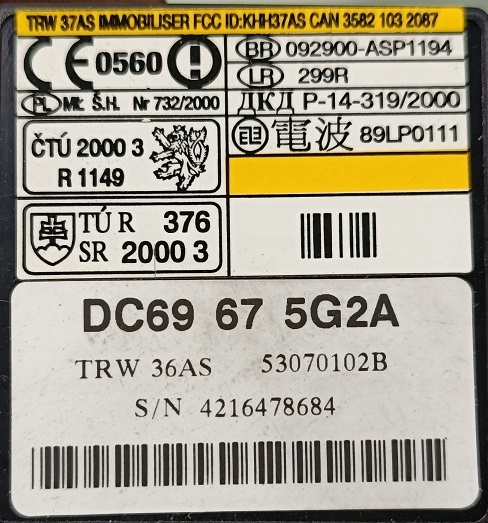 TRW 37AS IMMOBILISER FCC ID:KHH37AS CAN 3582 103 2087
CE 0560 !
BR 092900-ASP1194
LR 299R
PL MŁ. Ś.H. Nr 732/2000
ДКД Р-14-319/2000
電波 89LP0111
ČTÚ 2000 3
R 1149
TÚ R 376
SR 2000 3
DC69 67 5G2A
TRW 36AS 53070102B
S/N 4216478684